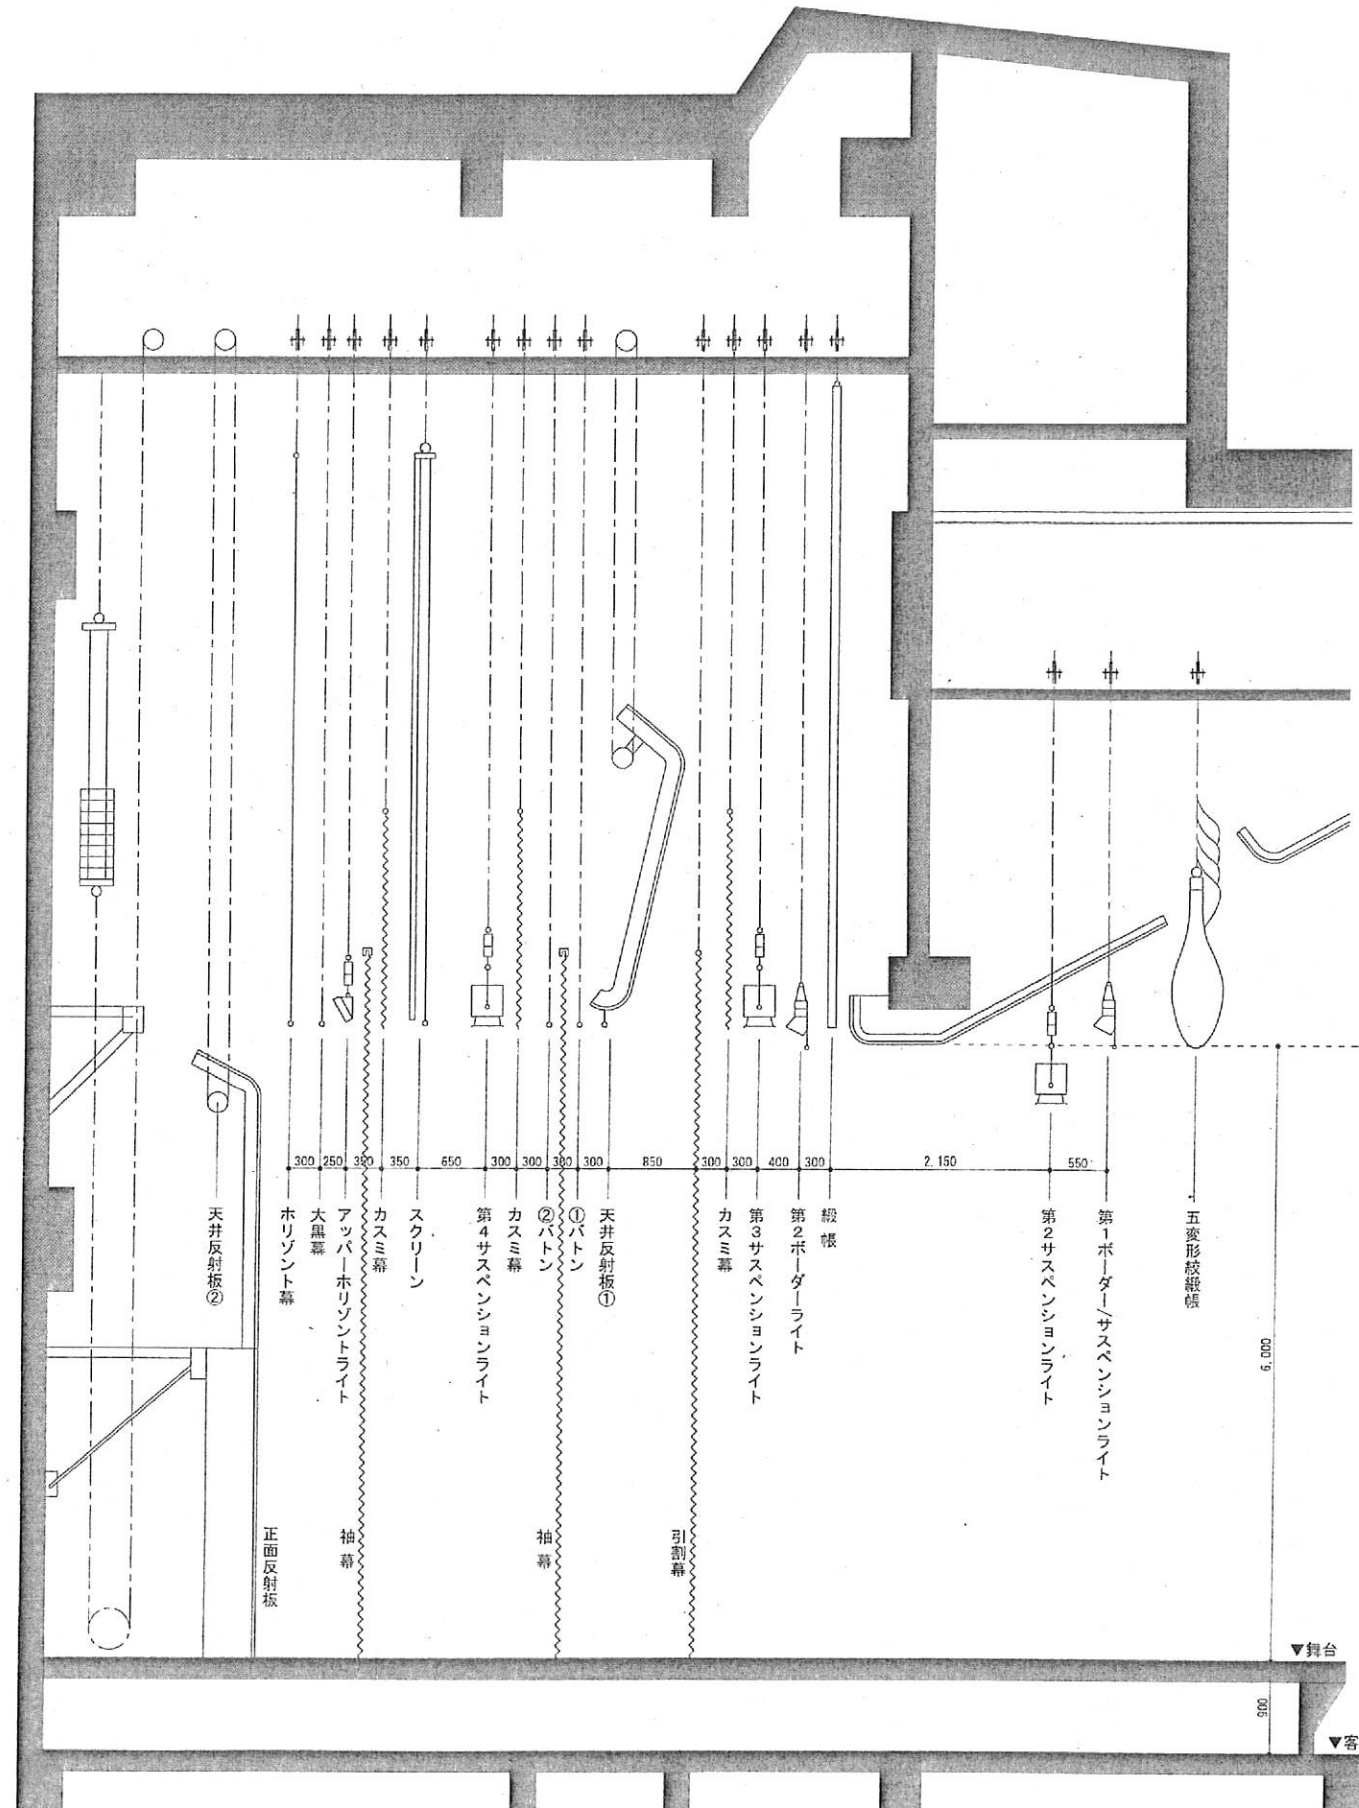 300
250
350
350
650
300
300
300
300
850
300
300
400
300
2.150
550
天井反射板②
ホリゾント幕
大黒幕
アッパーホリゾントライト
カスミ幕
スクリーン
第4サスペンションライト
カスミ幕
②バトン
①バトン
天井反射板①
カスミ幕
第3サスペンションライト
第2ボーダーライト
緞帳
第2サスペンションライト
第1ボーダー/サスペンションライト
五変形絞緞帳
6.000
正面反射板
袖幕
袖幕
引割幕
▼舞台
900
▼客